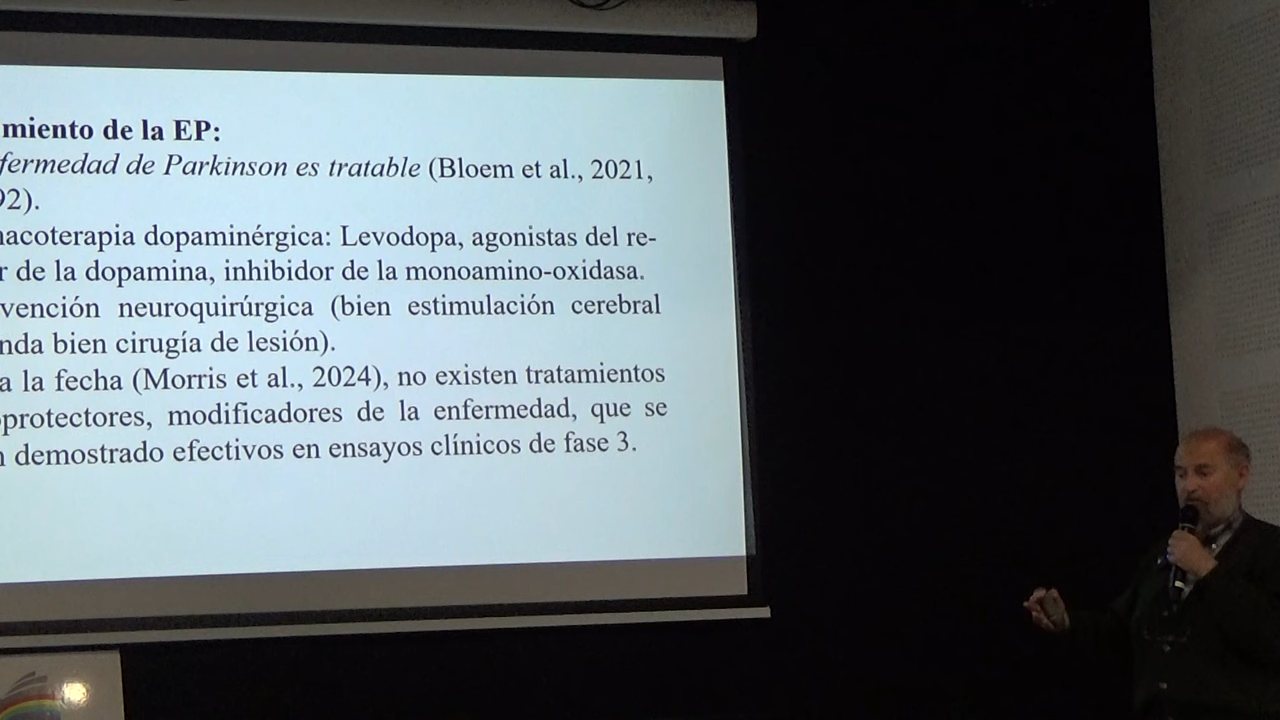 miento de la EP:
fermedad de Parkinson es tratable (Bloem et al., 2021,
92).
acoterapia dopaminérgica: Levodopa, agonistas del re-
r de la dopamina, inhibidor de la monoamino-oxidasa.
vención neuroquirúrgica (bien estimulación cerebral
nda bien cirugía de lesión).
a la fecha (Morris et al., 2024), no existen tratamientos
protectores, modificadores de la enfermedad, que se
n demostrado efectivos en ensayos clínicos de fase 3.